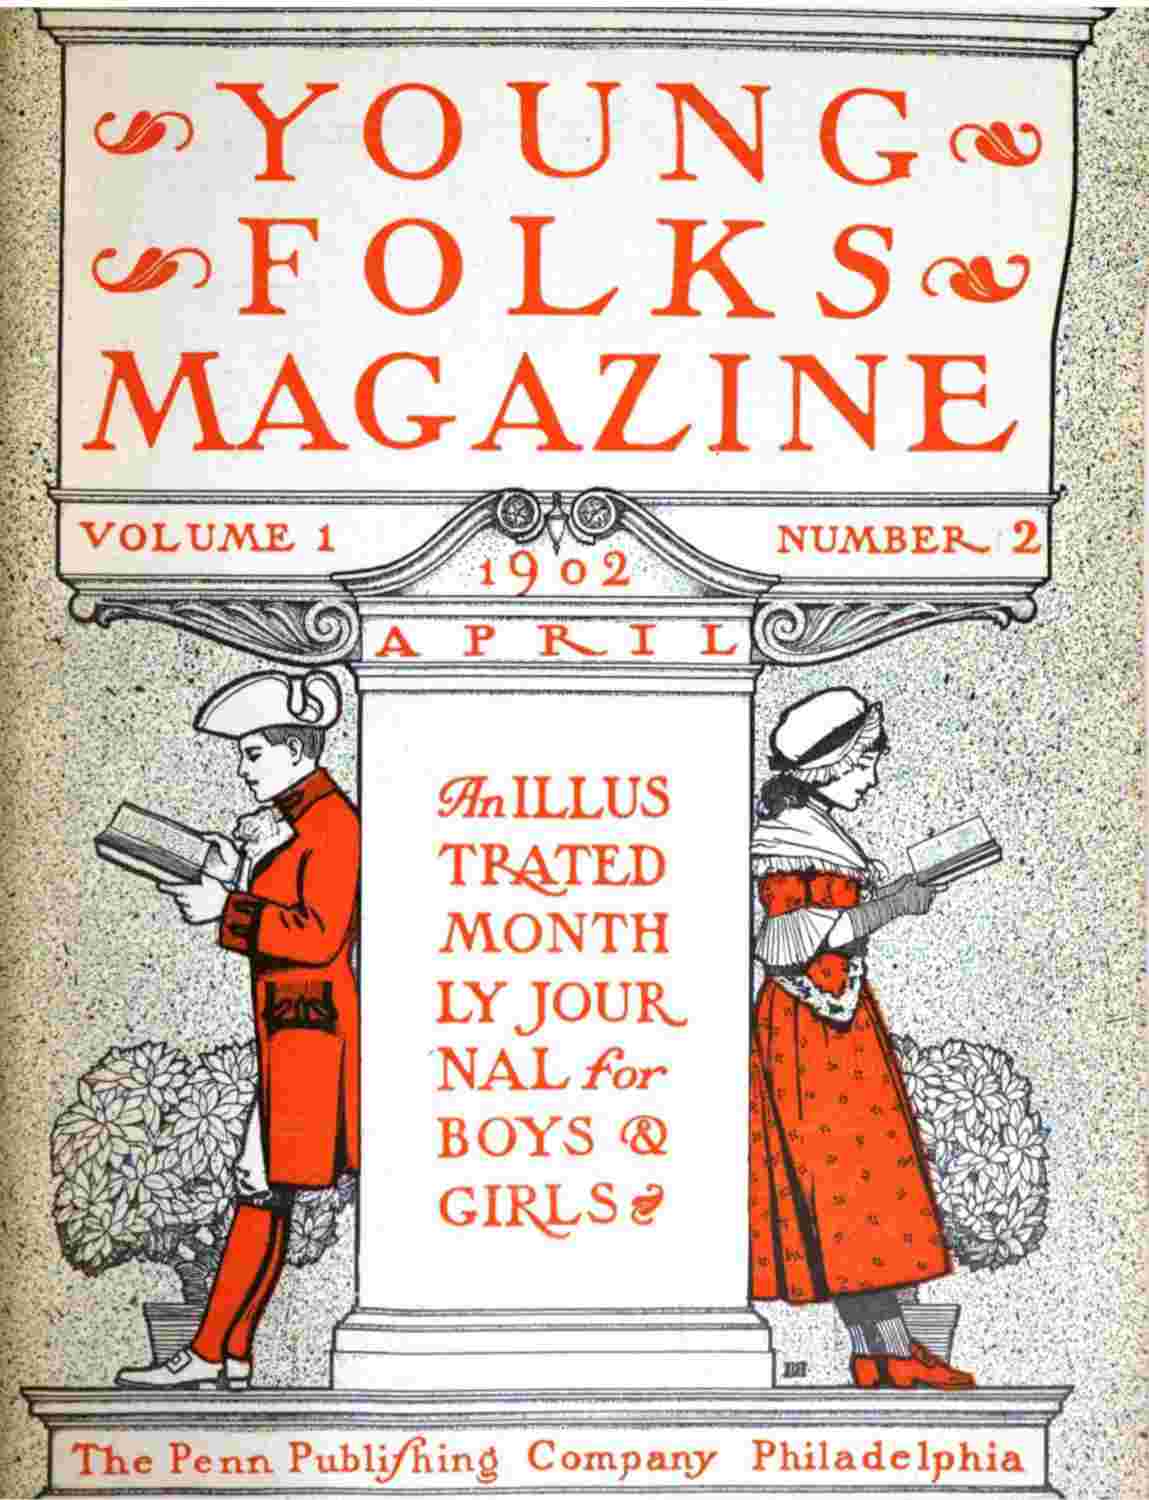 YOUNG
FOLKS
MAGAZINE
VOLUME 1
NUMBER 2
1902
APRIL
An ILLUS
TRATED
MONTH
LY JOUR
NAL for
BOYS &
GIRLS
The Penn Publiſhing Company Philadelphia